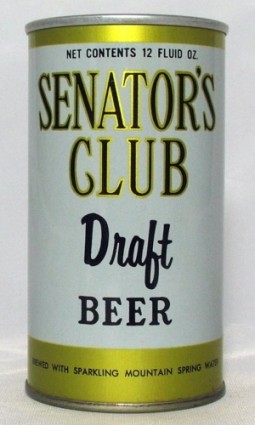 NET CONTENTS 12 FLUID OZ.
SENATOR'S
CLUB
Draft
BEER
BREWED WITH SPARKLING MOUNTAIN SPRING WATER